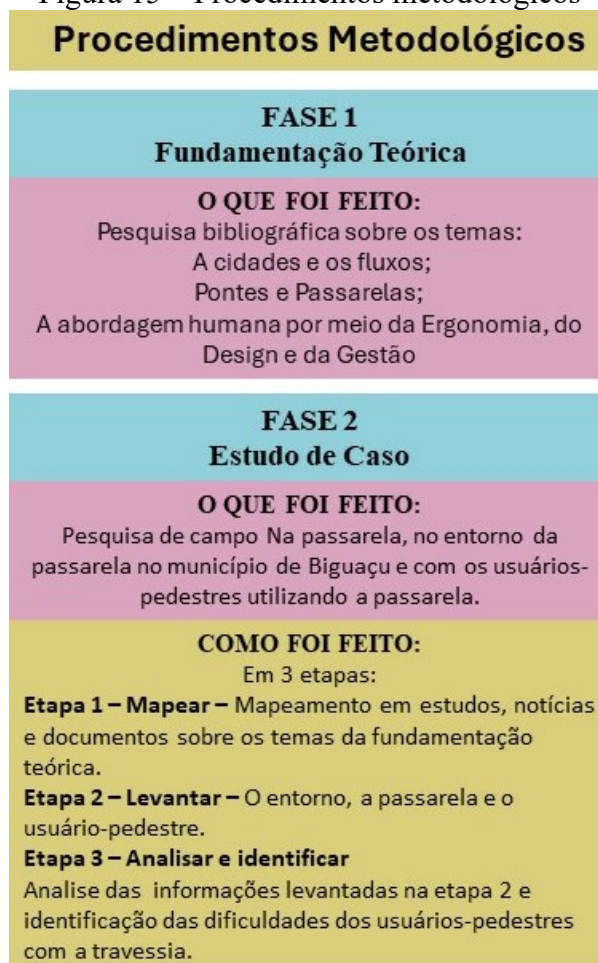 Figura 15 – Procedimentos metodológicos
Procedimentos Metodológicos
FASE 1
Fundamentação Teórica
O QUE FOI FEITO:
Pesquisa bibliográfica sobre os temas:
A cidades e os fluxos;
Pontes e Passarelas;
A abordagem humana por meio da Ergonomia, do
Design e da Gestão
FASE 2
Estudo de Caso
O QUE FOI FEITO:
Pesquisa de campo Na passarela, no entorno da
passarela no município de Biguaçu e com os usuários-
pedestres utilizando a passarela.
COMO FOI FEITO:
Em 3 etapas:
Etapa 1 – Mapear – Mapeamento em estudos, notícias
e documentos sobre os temas da fundamentação
teórica.
Etapa 2 – Levantar – O entorno, a passarela e o
usuário-pedestre.
Etapa 3 – Analisar e identificar
Analise das informações levantadas na etapa 2 e
identificação das dificuldades dos usuários-pedestres
com a travessia.